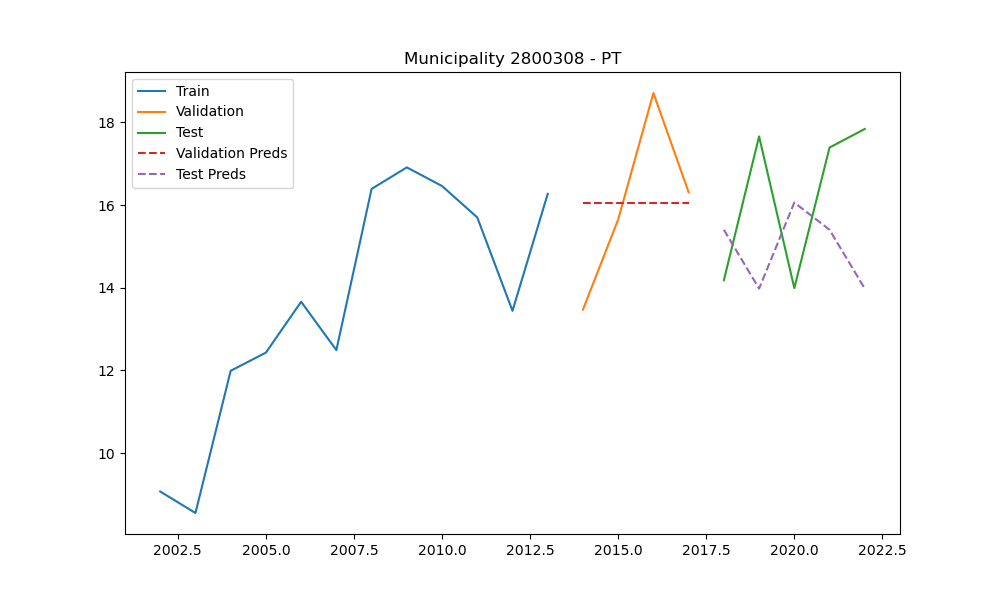 Municipality 2800308 - PT
Train
Validation
Test
Validation Preds
Test Preds
18
16
14
12
10
2002.5 2005.0 2007.5 2010.0 2012.5 2015.0 2017.5 2020.0 2022.5